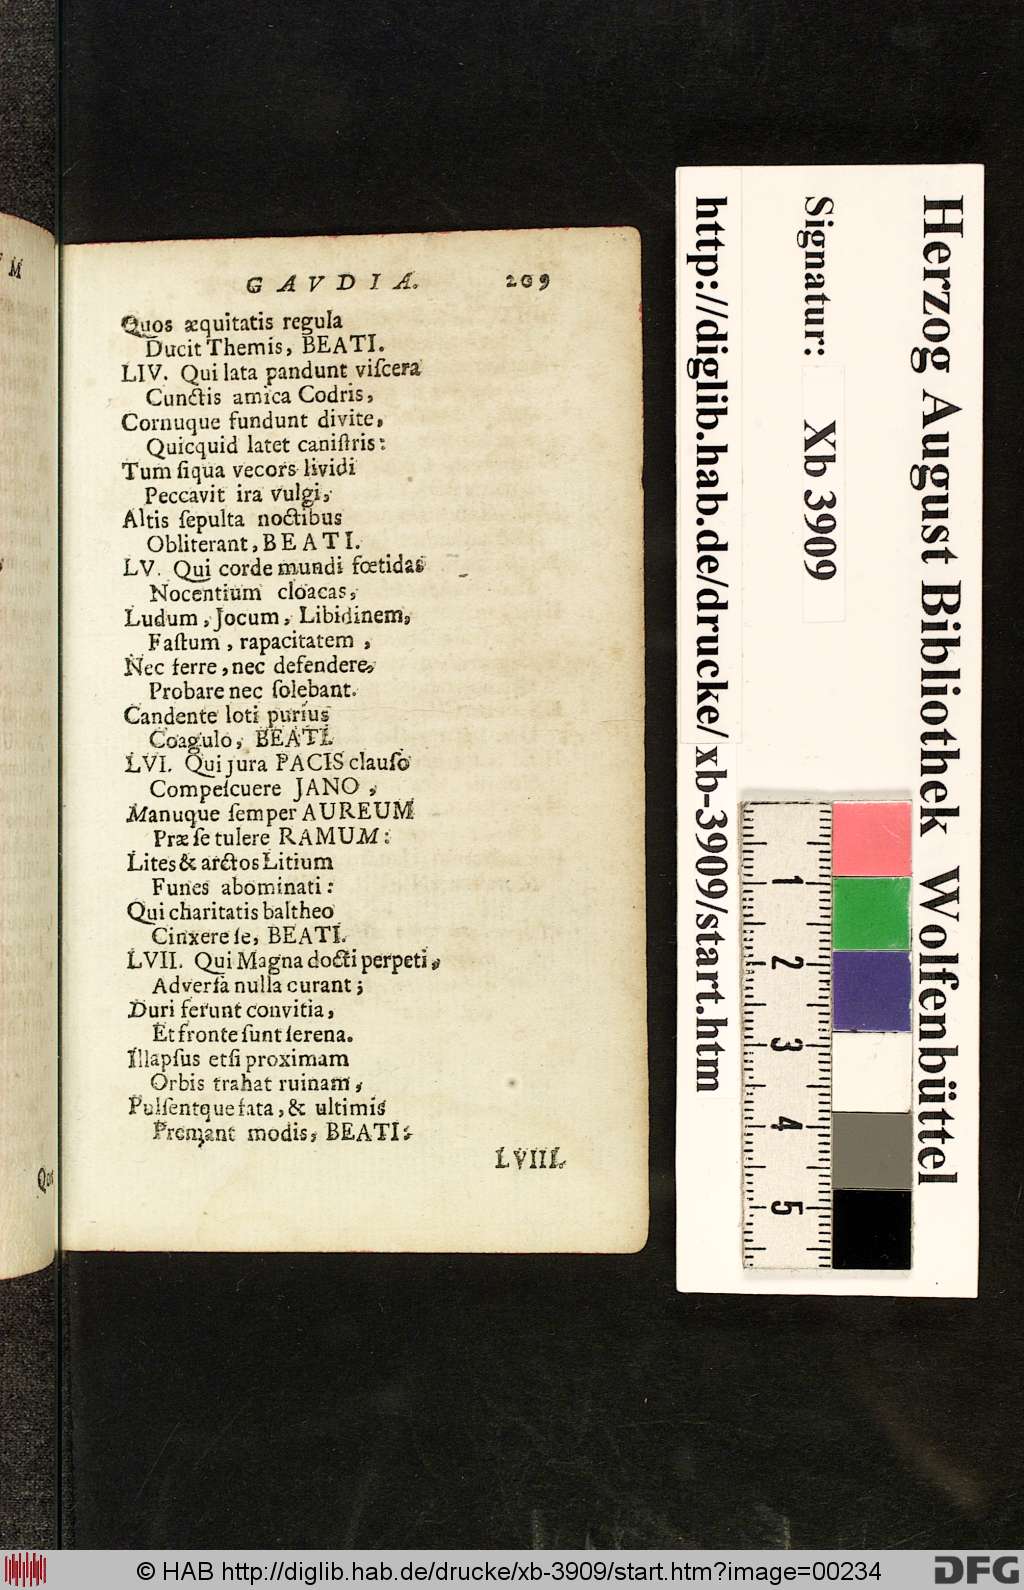 M
GAVDIA. 209
Quos æquitatis regula
Ducit Themis, BEATI.
LIV. Qui lata pandunt viſcera
Cunctis amica Codris,
Cornuque fundunt divite,
Quicquid latet caniſtris:
Tum ſiqua vecors lividi
Peccavit ira vulgi,
Altis ſepulta noctibus
Obliterant, BEATI.
LV. Qui corde mundi fœtidas
Nocentium cloacas,
Ludum, Jocum, Libidinem,
Faſtum, rapacitatem,
Nec ferre, nec defendere,
Probare nec ſolebant.
Candente loti puriùs
Coagulo, BEATI.
LVI. Qui jura PACIS clauſo
Compeſcuere JANO,
Manuque ſemper AUREUM
Præ ſe tulere RAMUM:
Lites & arctos Litium
Funes abominati:
Qui charitatis baltheo
Cinxere ſe, BEATI.
LVII. Qui Magna docti perpeti,
Adverſa nulla curant;
Duri ferunt convitia,
Et fronte ſunt ſerena.
Illapſus etſi proximam
Orbis trahat ruinam,
Pulſentque fata, & ultimis
Premant modis, BEATI.
LVIII.
Quos
Herzog August Bibliothek Wolfenbüttel
Signatur: Xb 3909
http://diglib.hab.de/drucke/xb-3909/start.htm
1
2
3
4
5
© HAB http://diglib.hab.de/drucke/xb-3909/start.htm?image=00234
DFG